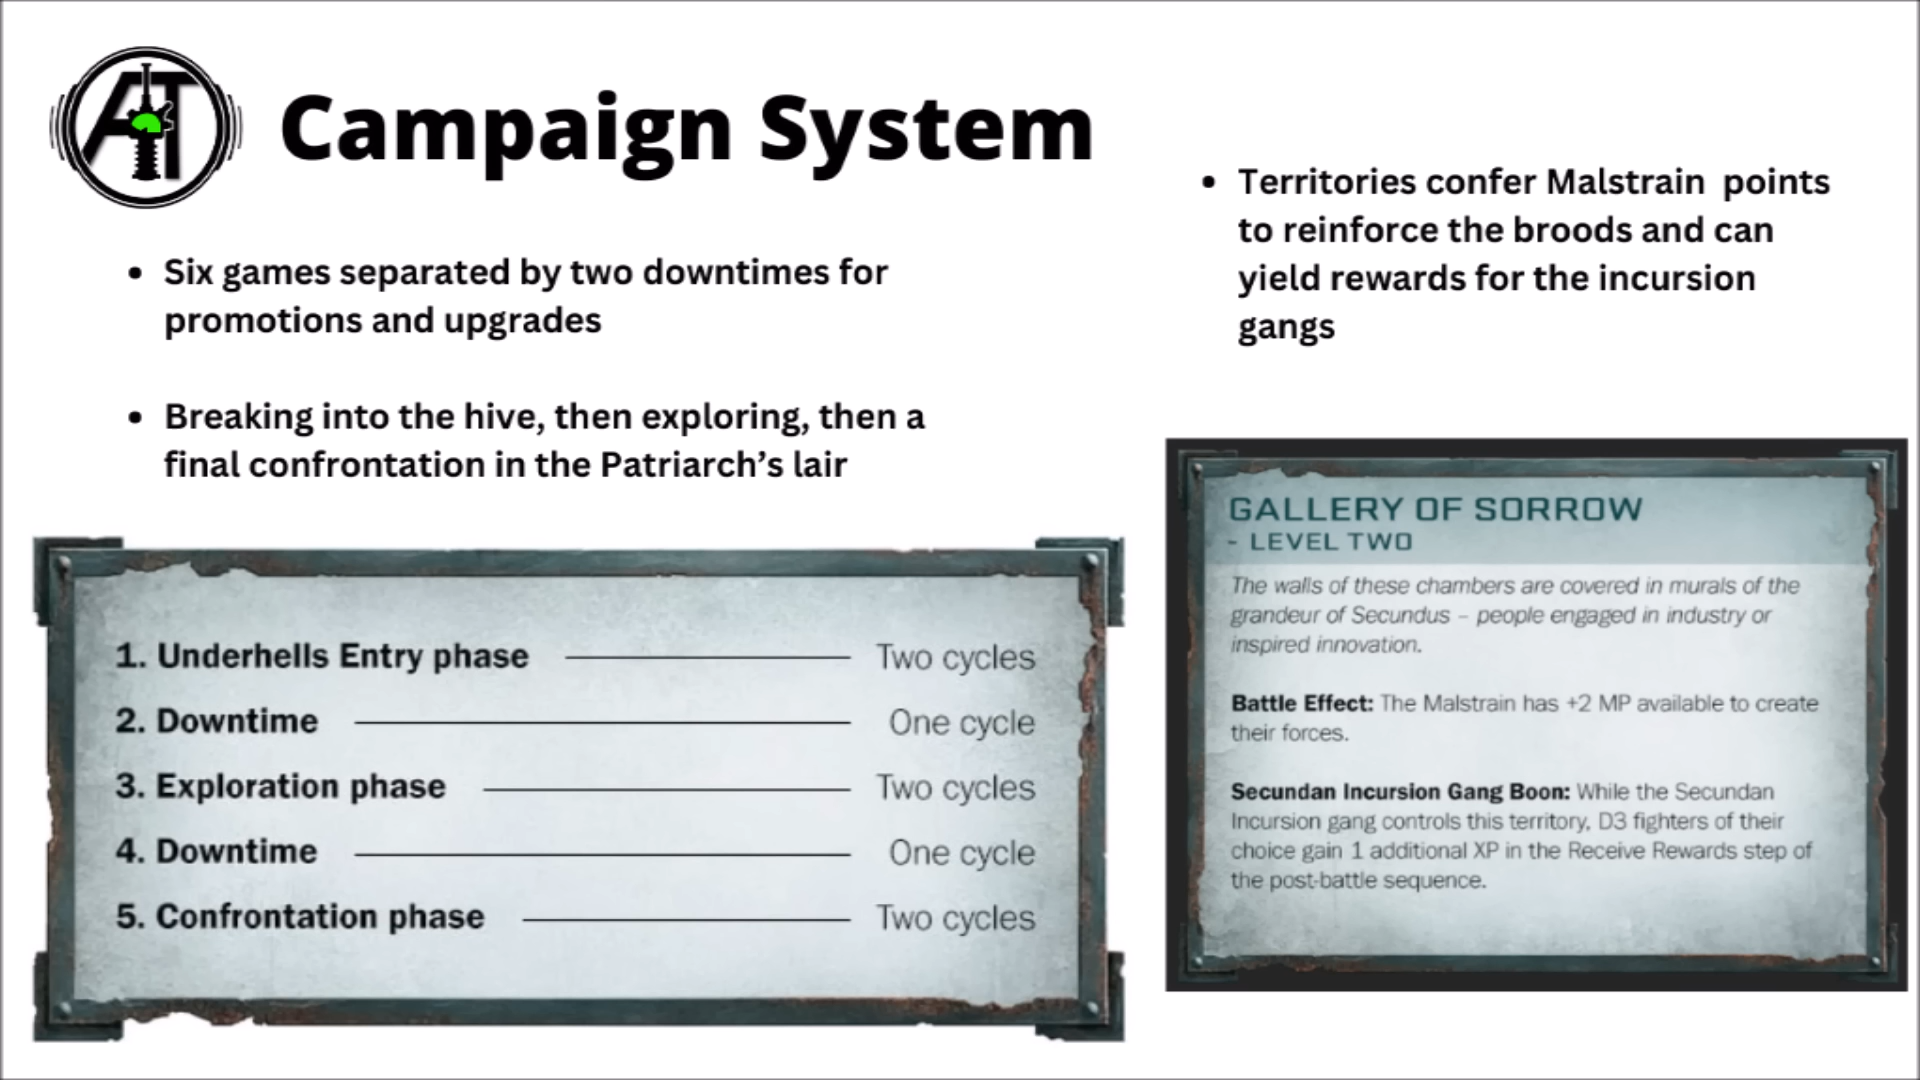 AT
Campaign System
• Six games separated by two downtimes for
promotions and upgrades
• Breaking into the hive, then exploring, then a
final confrontation in the Patriarch’s lair
1. Underhells Entry phase Two cycles
2. Downtime One cycle
3. Exploration phase Two cycles
4. Downtime One cycle
5. Confrontation phase Two cycles
• Territories confer Malstrain points
to reinforce the broods and can
yield rewards for the incursion
gangs
GALLERY OF SORROW
- LEVEL TWO
The walls of these chambers are covered in murals of the
grandeur of Secundus – people engaged in industry or
inspired innovation.
Battle Effect: The Malstrain has +2 MP available to create
their forces.
Secundan Incursion Gang Boon: While the Secundan
Incursion gang controls this territory, D3 fighters of their
choice gain 1 additional XP in the Receive Rewards step of
the post-battle sequence.